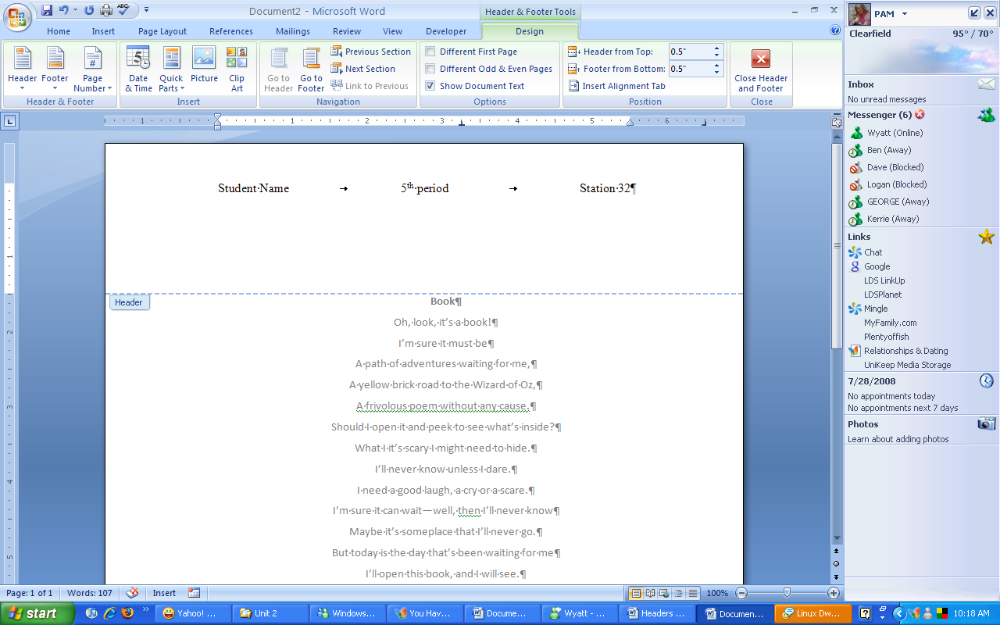 Document2 - Microsoft Word
Header & Footer Tools
Home Insert Page Layout References Mailings Review View Developer Design
Header
Footer
Page Number
Header & Footer
Date & Time
Quick Parts
Picture
Clip Art
Insert
Go to Header
Go to Footer
Previous Section
Next Section
Link to Previous
Navigation
Different First Page
Different Odd & Even Pages
Show Document Text
Options
Header from Top: 0.5"
Footer from Bottom: 0.5"
Insert Alignment Tab
Position
Close Header and Footer
Close
1 1 2 3 4 5 6
1
2
3
4
5
Student·Name → 5th·period → Station·32¶
Header
Book¶
Oh,·look,·it's·a·book!¶
I'm·sure·it·must·be¶
A·path·of·adventures·waiting·for·me,¶
A·yellow·brick·road·to·the·Wizard·of·Oz,¶
A·frivolous·poem·without·any·cause.¶
Should·I·open·it·and·peek·to·see·what's·inside?¶
What·I·it's·scary·I·might·need·to·hide.¶
I'll·never·know·unless·I·dare.¶
I·need·a·good·laugh,·a·cry·or·a·scare.¶
I'm·sure·it·can·wait—well,·then·I'll·never·know¶
Maybe·it's·someplace·that·I'll·never·go.¶
But·today·is·the·day·that's·been·waiting·for·me¶
I'll·open·this·book,·and·I·will·see.¶
PAM
Clearfield 95° / 70°
Inbox
No unread messages
Messenger (6)
Wyatt (Online)
Ben (Away)
Dave (Blocked)
Logan (Blocked)
GEORGE (Away)
Kerrie (Away)
Links
Chat
Google
LDS LinkUp
LDSPlanet
Mingle
MyFamily.com
Plentyoffish
Relationships & Dating
UniKeep Media Storage
7/28/2008
No appointments today
No appointments next 7 days
Photos
Learn about adding photos
Page: 1 of 1 Words: 107 Insert 100%
start Yahoo! ... Unit 2 Windows... You Hav... Docume... Wyatt - ... Headers ... Documen... Linux Dw... 10:18 AM